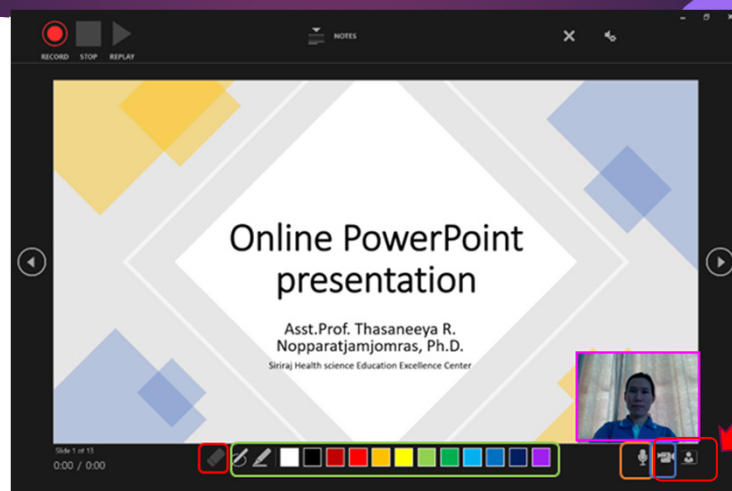 RECORD STOP REPLAY
NOTES
Online PowerPoint
presentation
Asst.Prof. Thasaneeya R.
Nopparatjamjomras, Ph.D.
Siriraj Health science Education Excellence Center
Slide 1 of 13
0:00 / 0:00